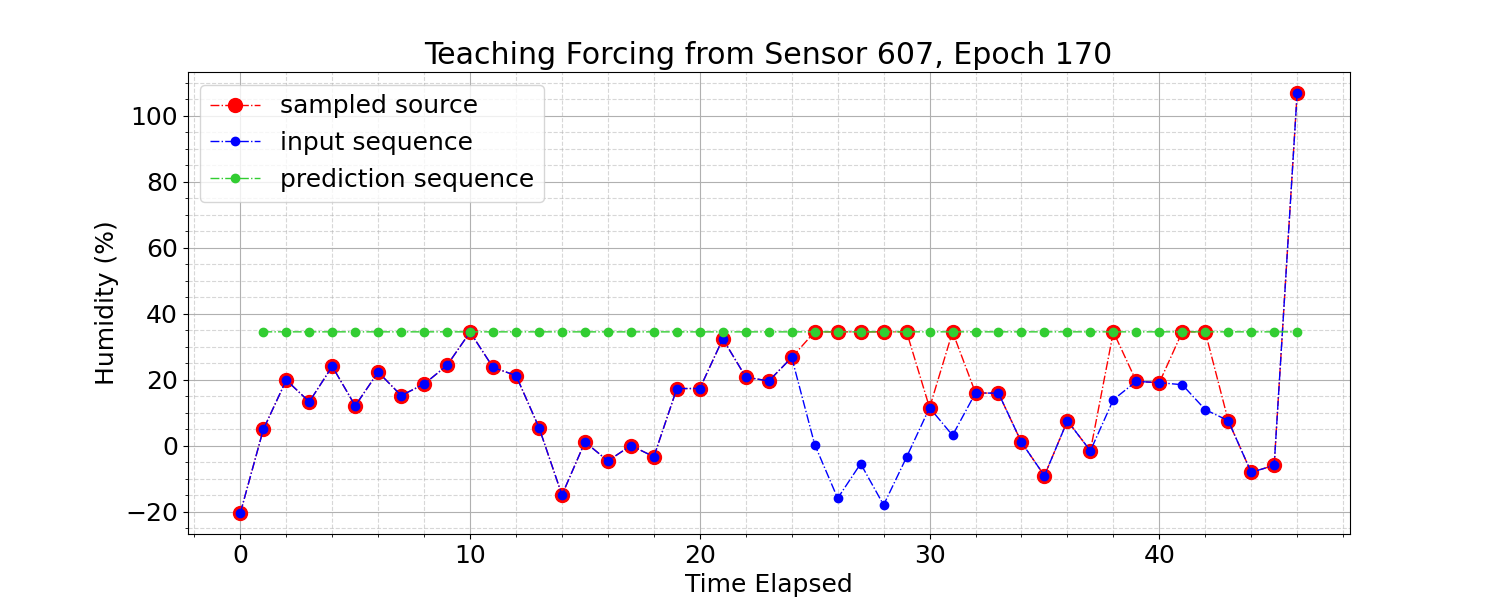 Teaching Forcing from Sensor 607, Epoch 170
sampled source
input sequence
prediction sequence
Humidity (%)
100
80
60
40
20
0
−20
0 10 20 30 40
Time Elapsed